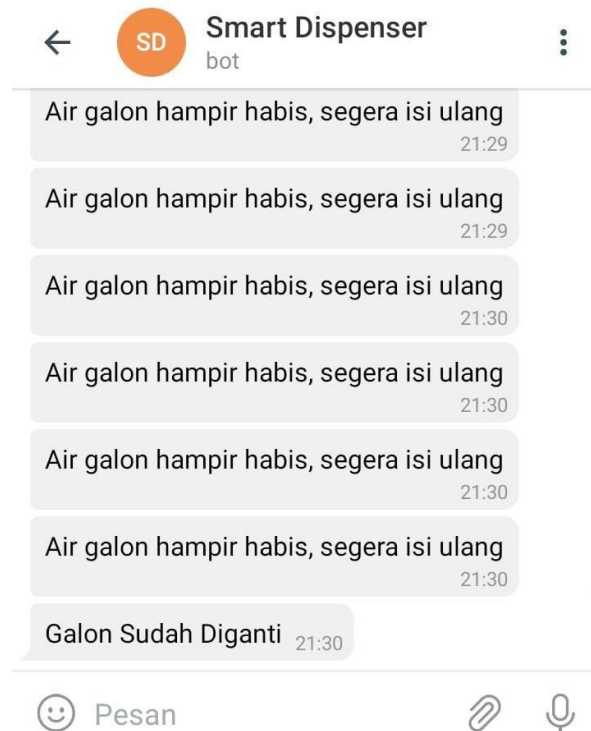 SD
Smart Dispenser
bot
Air galon hampir habis, segera isi ulang
21:29
Air galon hampir habis, segera isi ulang
21:29
Air galon hampir habis, segera isi ulang
21:30
Air galon hampir habis, segera isi ulang
21:30
Air galon hampir habis, segera isi ulang
21:30
Air galon hampir habis, segera isi ulang
21:30
Galon Sudah Diganti 21:30
Pesan